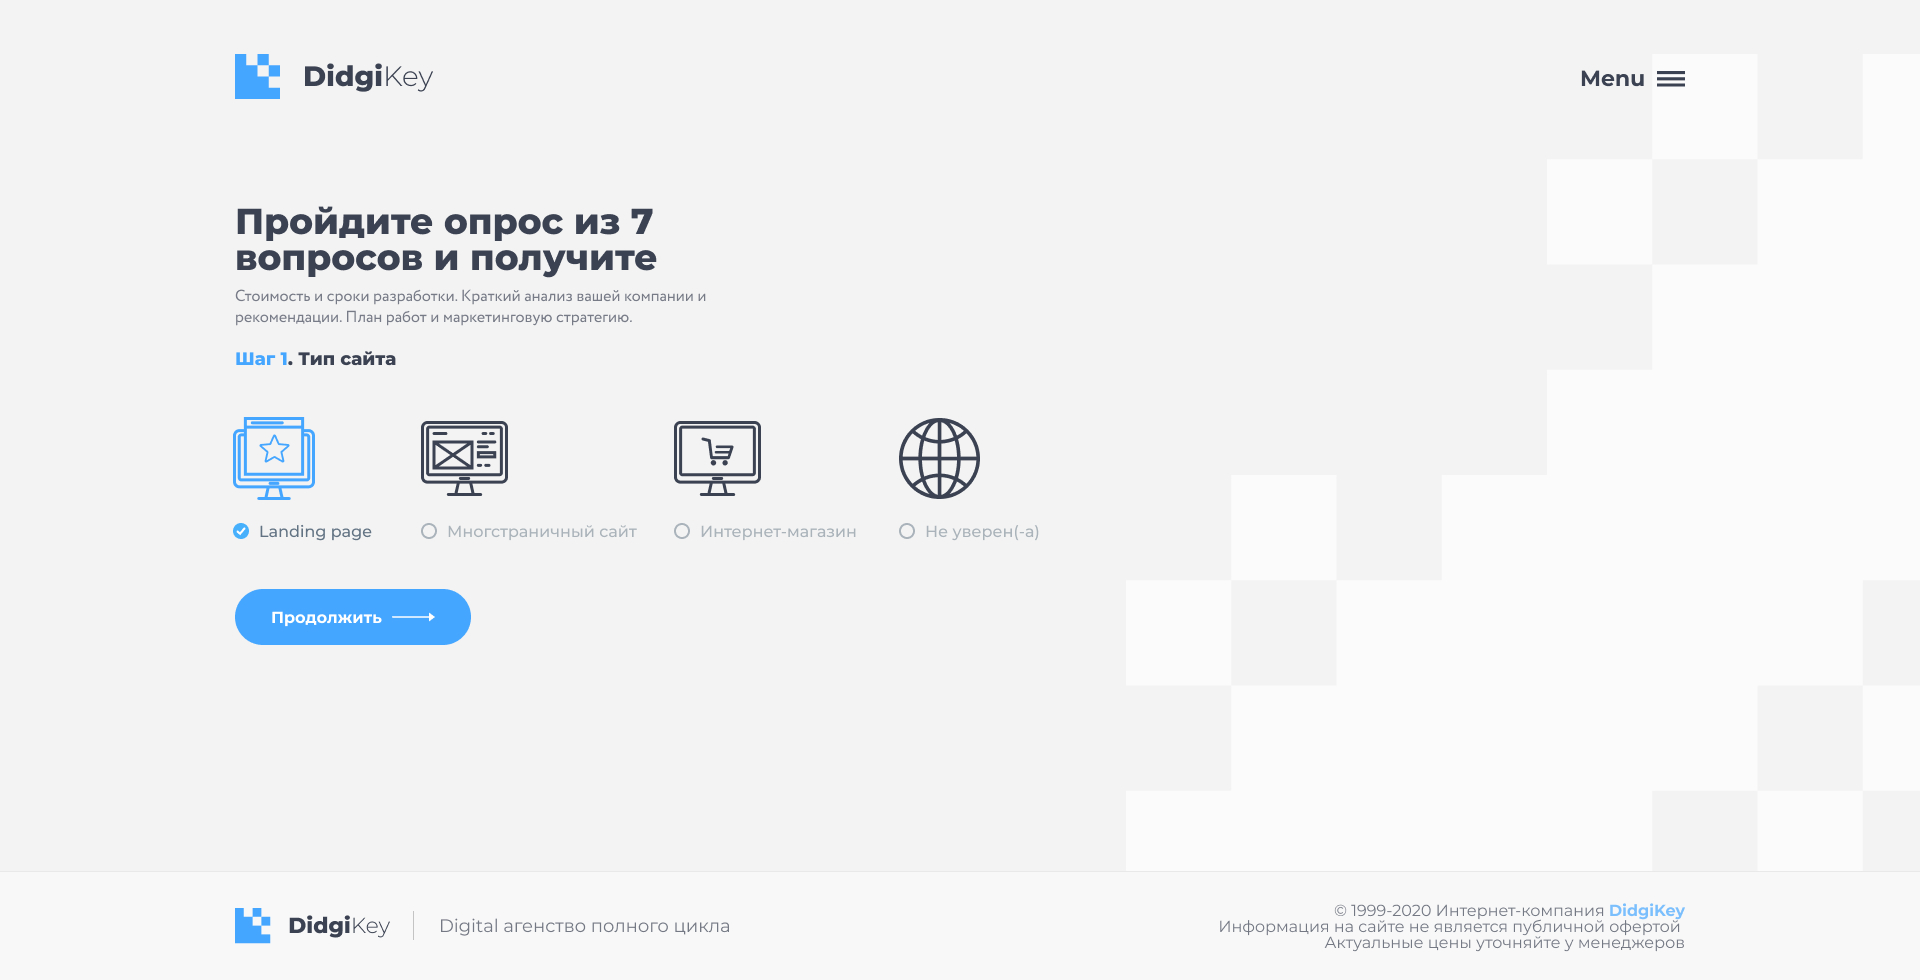 DidgiKey
Menu
Пройдите опрос из 7
вопросов и получите
Стоимость и сроки разработки. Краткий анализ вашей компании и
рекомендации. План работ и маркетинговую стратегию.
Шаг 1. Тип сайта
Landing page
Многстраничный сайт
Интернет-магазин
Не уверен(-а)
Продолжить
DidgiKey
Digital агенство полного цикла
© 1999-2020 Интернет-компания DidgiKey
Информация на сайте не является публичной офертой
Актуальные цены уточняйте у менеджеров